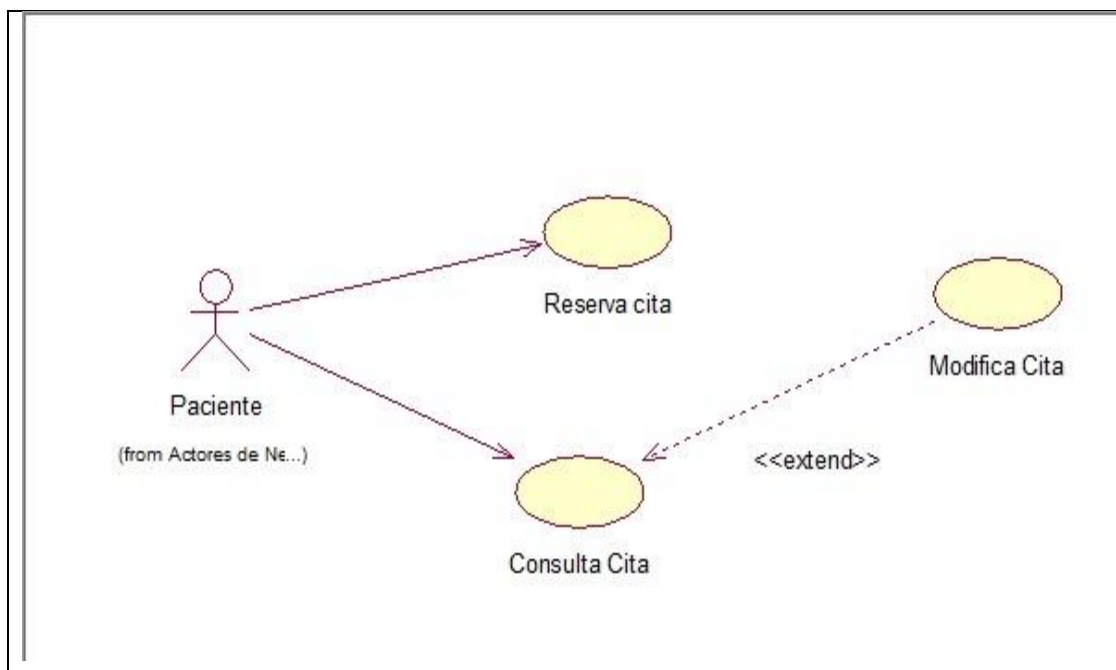 Reserva cita
Modifica Cita
Paciente
(from Actores de Ne...)
<<extend>>
Consulta Cita